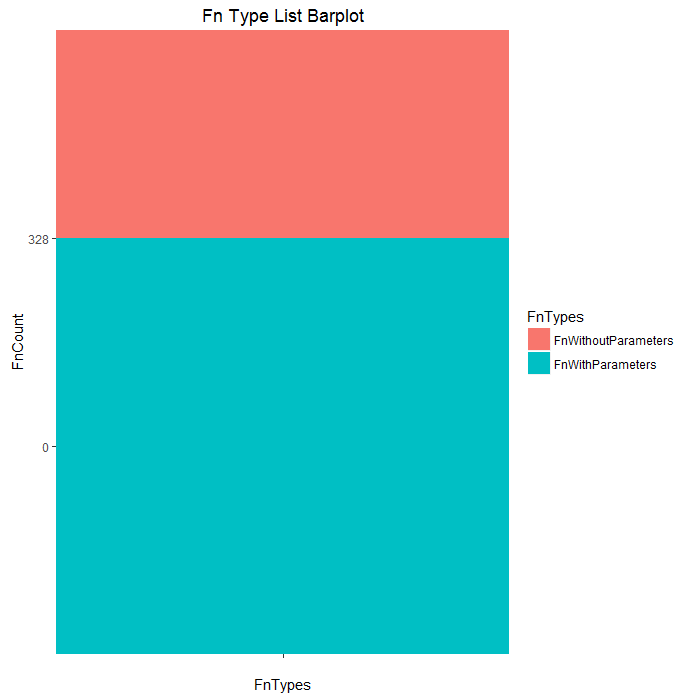 Fn Type List Barplot
328
0
FnCount
FnTypes
FnTypes
FnWithoutParameters
FnWithParameters